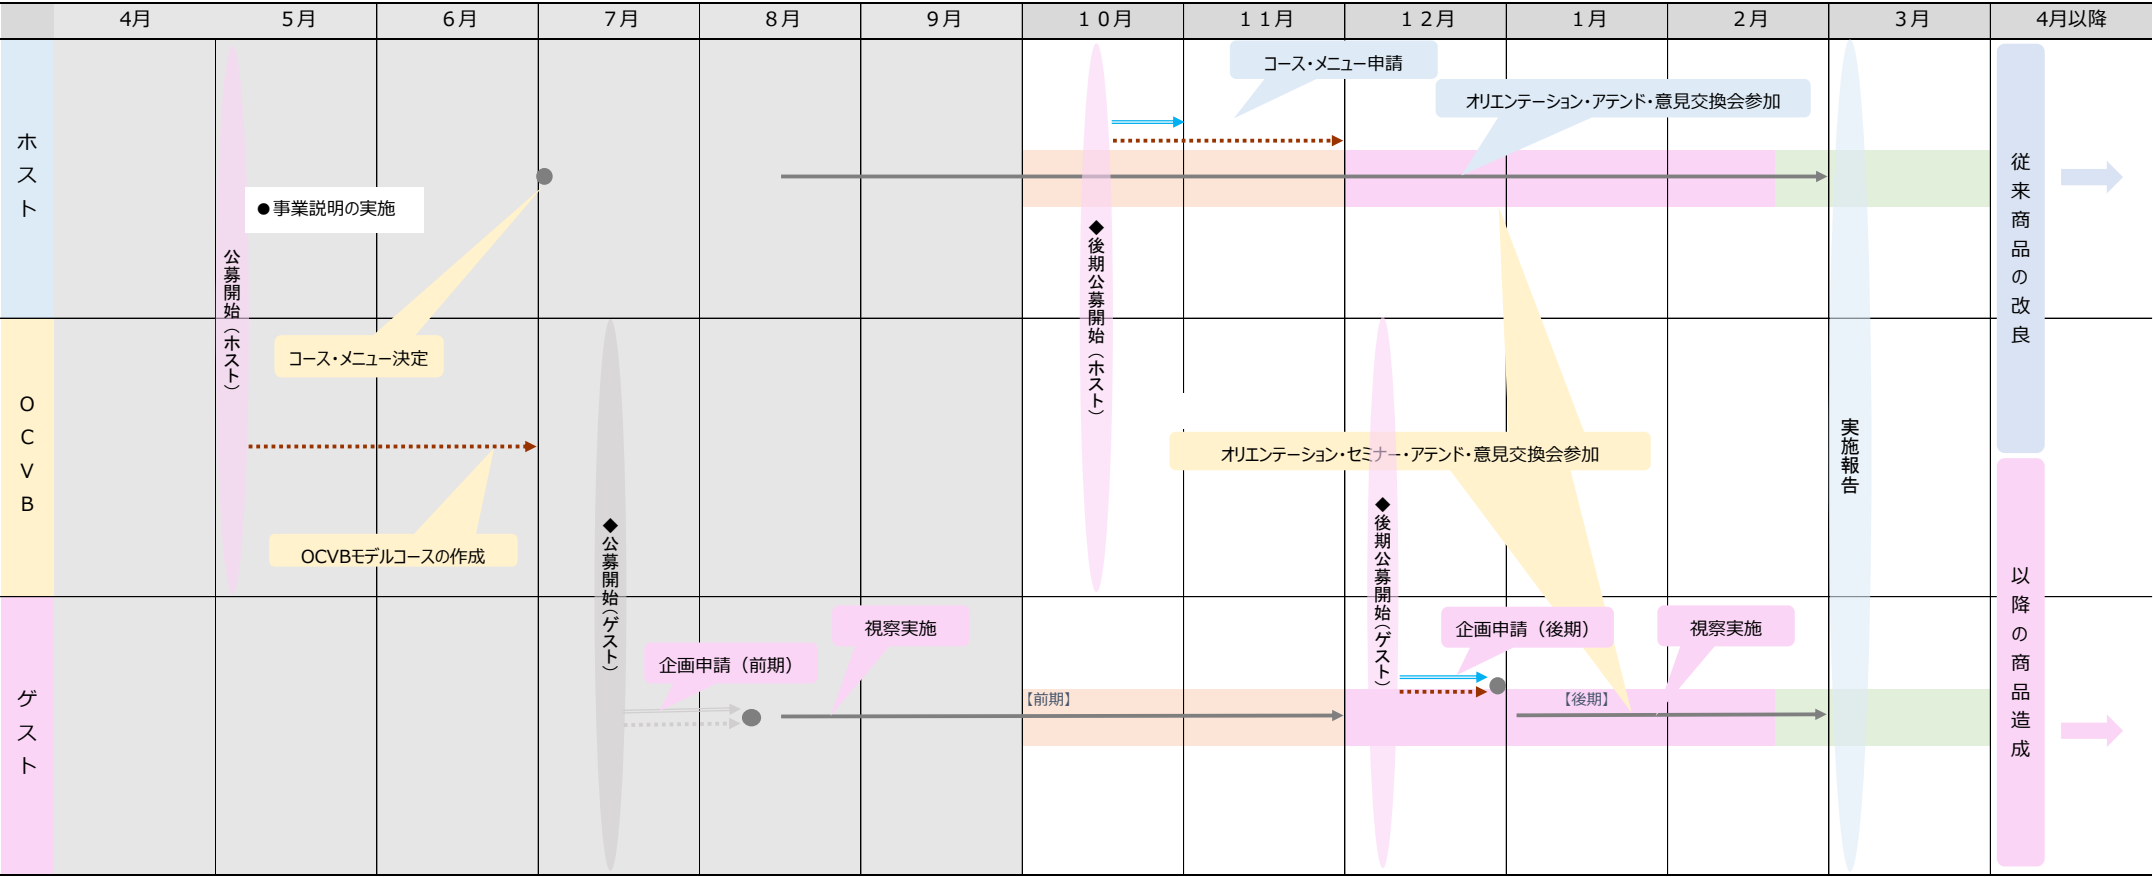 4月 5月 6月 7月 8月 9月 10月 11月 12月 1月 2月 3月 4月以降
ホスト
コース・メニュー申請
オリエンテーション・アテンド・意見交換会参加
●事業説明の実施
公募開始（ホスト）
◆後期公募開始（ホスト）
従来商品の改良
OCVB
コース・メニュー決定
オリエンテーション・セミナー・アテンド・意見交換会参加
OCVBモデルコースの作成
◆公募開始（ゲスト）
◆後期公募開始（ゲスト）
実施報告
ゲスト
企画申請（前期）
視察実施
企画申請（後期）
視察実施
【前期】
【後期】
以降の商品造成